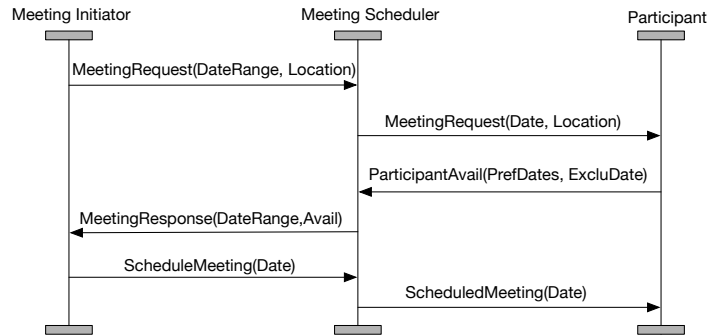 Meeting Initiator
Meeting Scheduler
Participant
MeetingRequest(DateRange, Location)
MeetingRequest(Date, Location)
ParticipantAvail(PrefDates, ExcluDate)
MeetingResponse(DateRange,Avail)
ScheduleMeeting(Date)
ScheduledMeeting(Date)